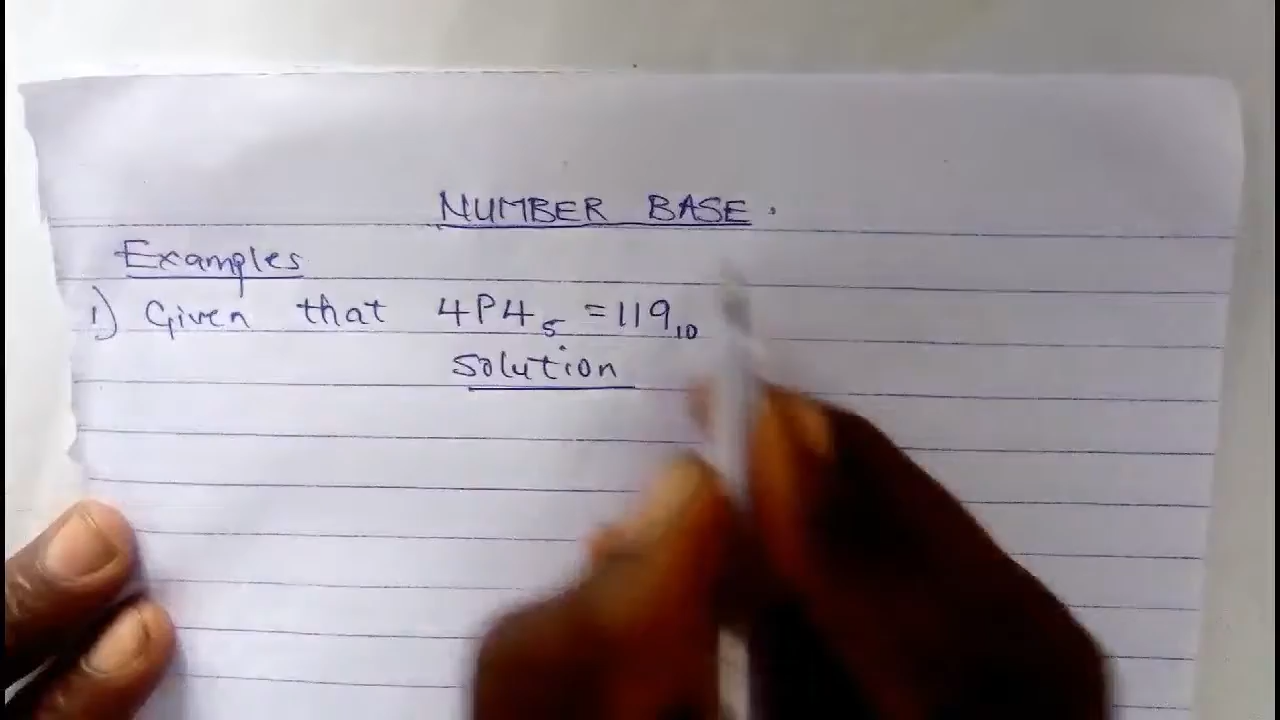 NUMBER BASE.
Examples
1) Given that 4P4₅ = 119₁₀
Solution